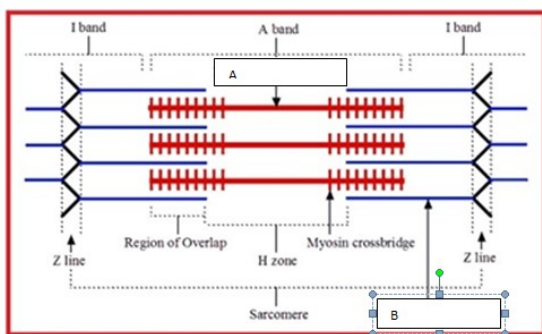 I band
A band
I band
A
Region of Overlap
Myosin crossbridge
Z line
H zone
Z line
Sarcomere
B